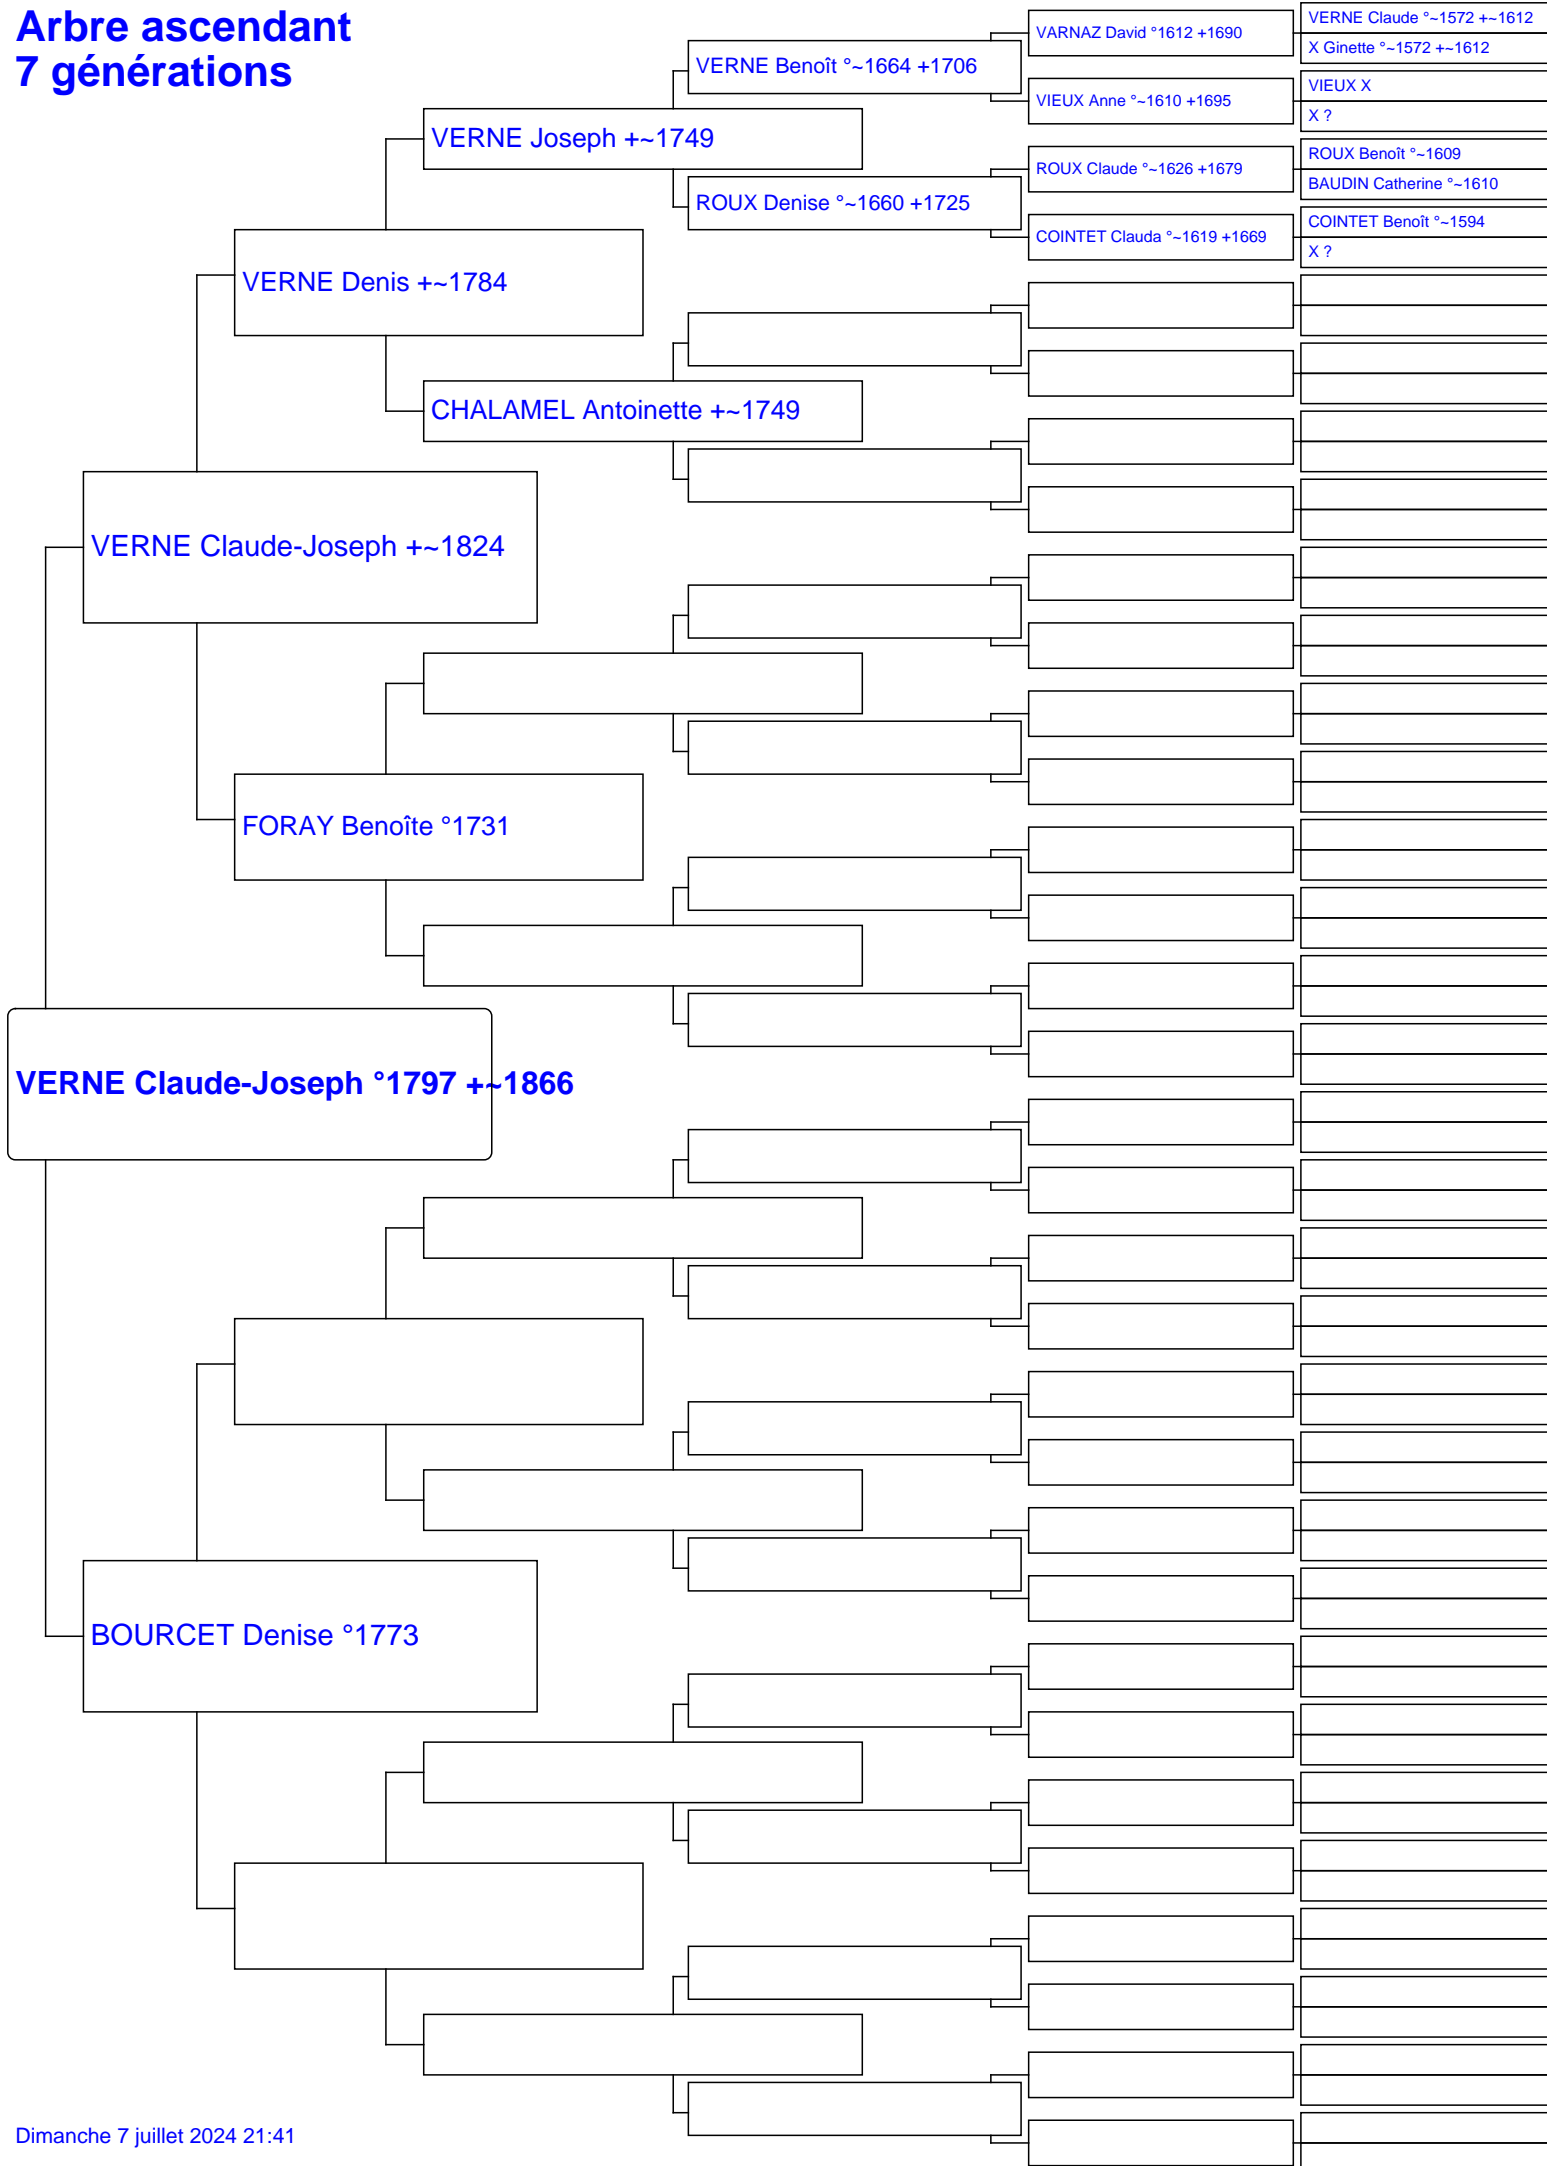 Arbre ascendant
7 générations
VARNAZ David °1612 +1690
VERNE Claude °~1572 +~1612
X Ginette °~1572 +~1612
VERNE Benoît °~1664 +1706
VIEUX Anne °~1610 +1695
VIEUX X
X ?
VERNE Joseph +~1749
ROUX Claude °~1626 +1679
ROUX Benoît °~1609
BAUDIN Catherine °~1610
ROUX Denise °~1660 +1725
COINTET Clauda °~1619 +1669
COINTET Benoît °~1594
X ?
VERNE Denis +~1784
CHALAMEL Antoinette +~1749
VERNE Claude-Joseph +~1824
FORAY Benoîte °1731
VERNE Claude-Joseph °1797 +~1866
BOURCET Denise °1773
Dimanche 7 juillet 2024 21:41